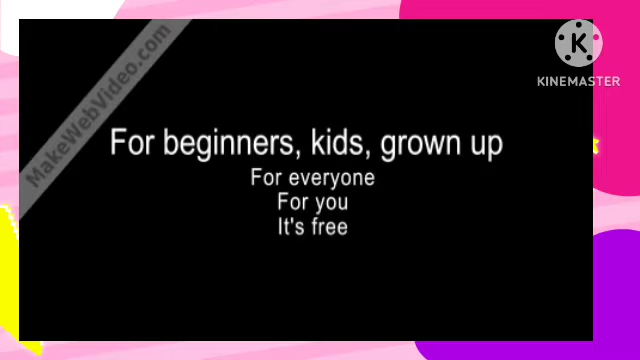 MakeWebVideo.com
K
KINEMASTER
For beginners, kids, grown up
For everyone
For you
It's free